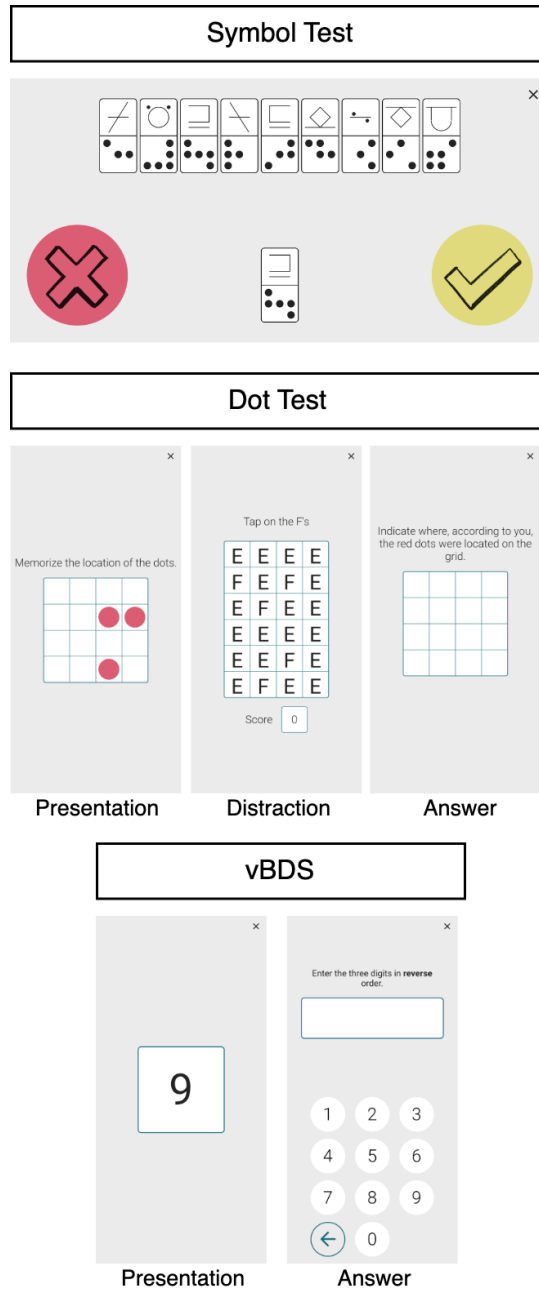 Symbol Test
×
Dot Test
×
Memorize the location of the dots.
Presentation
×
Tap on the F's
E E E E
F E F E
E F E E
E E E E
E E F E
E F E E
Score 0
Distraction
×
Indicate where, according to you,
the red dots were located on the
grid.
Answer
vBDS
×
9
Presentation
×
Enter the three digits in reverse
order.
1 2 3
4 5 6
7 8 9
← 0
Answer